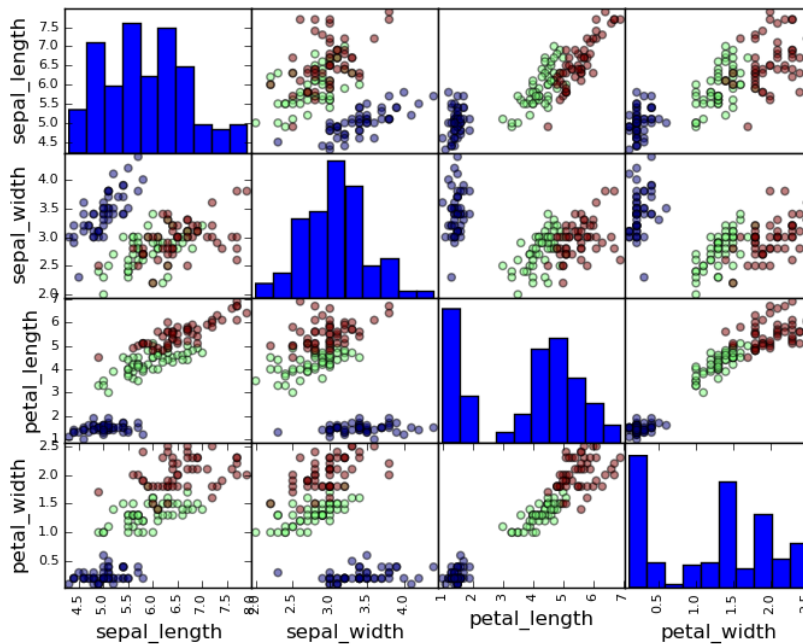 sepal_length
7.5
7.0
6.5
6.0
5.5
5.0
4.5
sepal_width
4.0
3.5
3.0
2.5
2.0
petal_length
7
6
5
4
3
2
1
petal_width
2.5
2.0
1.5
1.0
0.5
4.5 5.0 5.5 6.0 6.5 7.0 7.5 8.0
2.0 2.5 3.0 3.5 4.0
1 2 3 4 5 6 7
0.5 1.0 1.5 2.0 2.5
sepal_length sepal_width petal_length petal_width